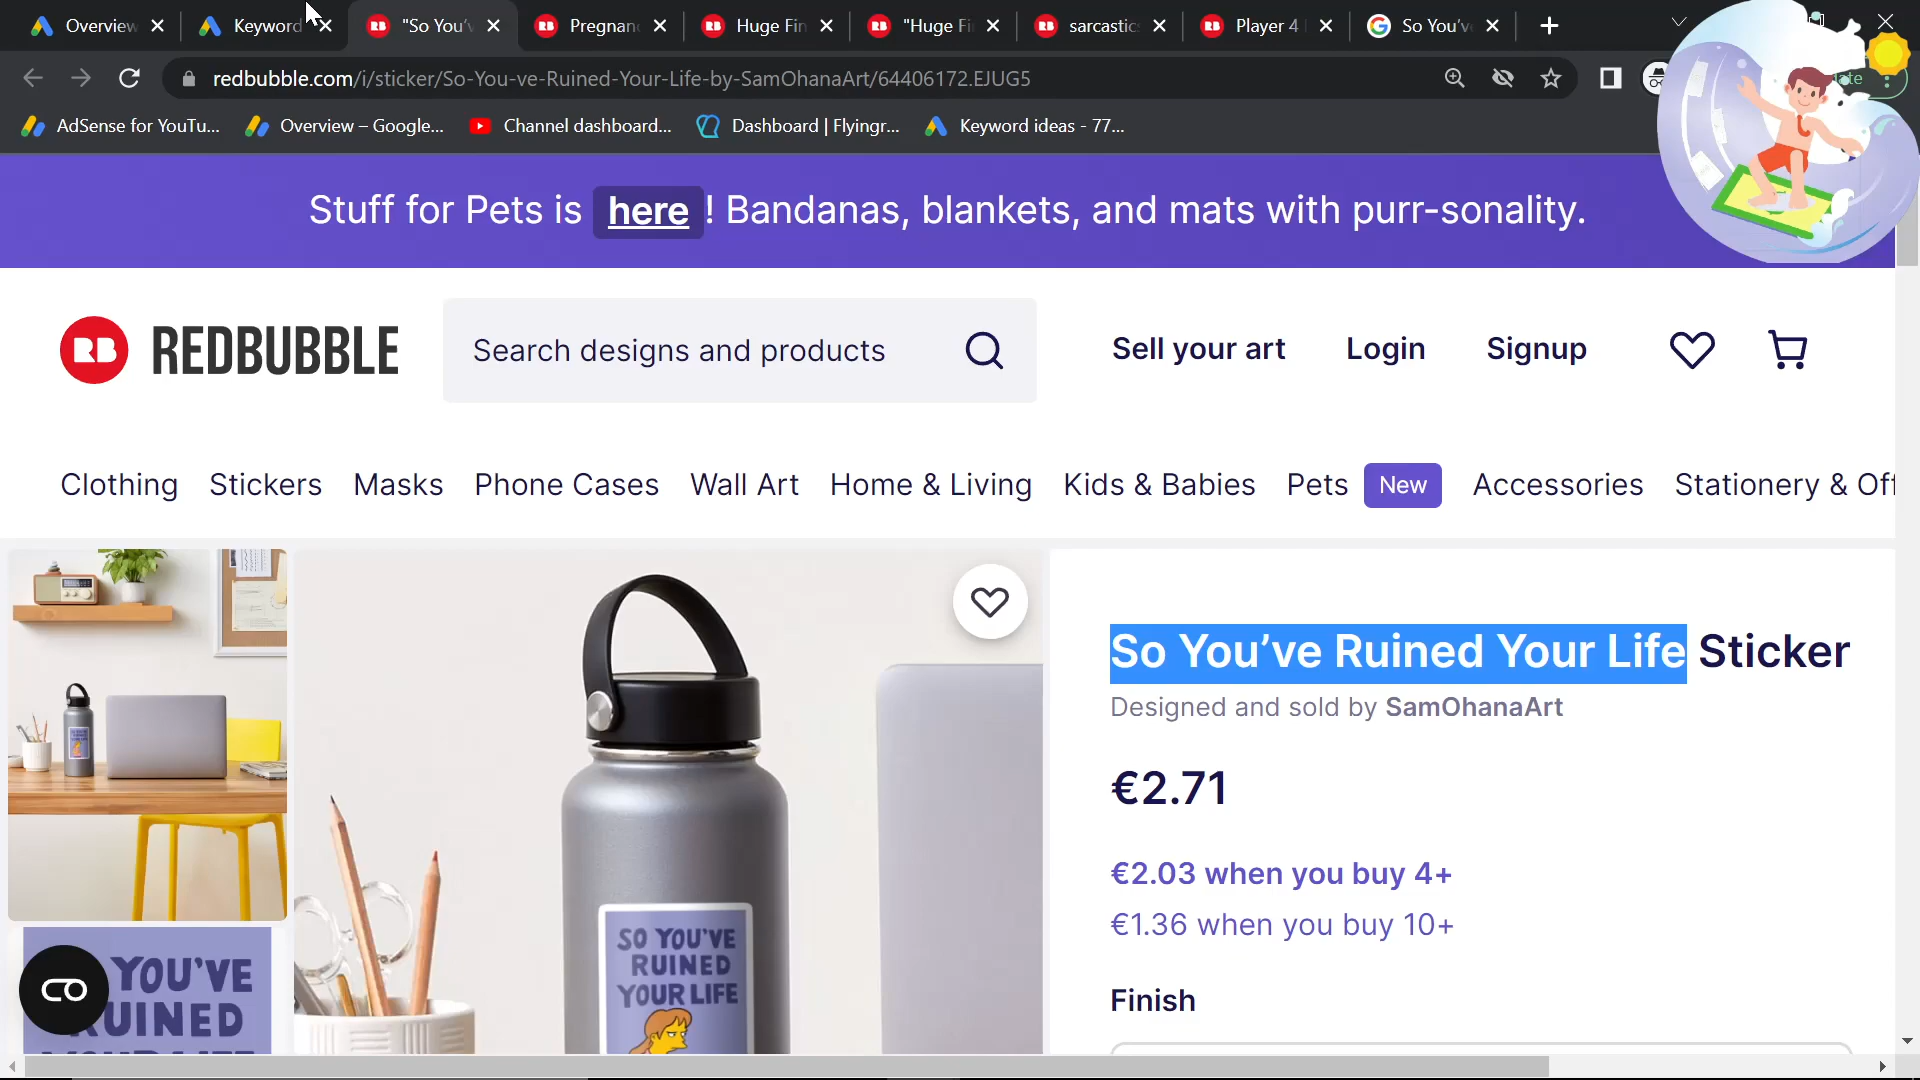 Overview
Keyword
"So You'v
Pregnan
Huge Fin
"Huge Fi
sarcastic
Player 4
So You've
redbubble.com/i/sticker/So-You-ve-Ruined-Your-Life-by-SamOhanaArt/64406172.EJUG5
AdSense for YouTu...
Overview – Google...
Channel dashboard...
Dashboard | Flyingr...
Keyword ideas - 77...
Stuff for Pets is here! Bandanas, blankets, and mats with purr-sonality.
RB REDBUBBLE
Search designs and products
Sell your art
Login
Signup
Clothing
Stickers
Masks
Phone Cases
Wall Art
Home & Living
Kids & Babies
Pets New
Accessories
Stationery & Off
So You've Ruined Your Life Sticker
Designed and sold by SamOhanaArt
€2.71
€2.03 when you buy 4+
€1.36 when you buy 10+
Finish
SO YOU'VE
RUINED
YOUR LIFE
YOU'VE
UINED